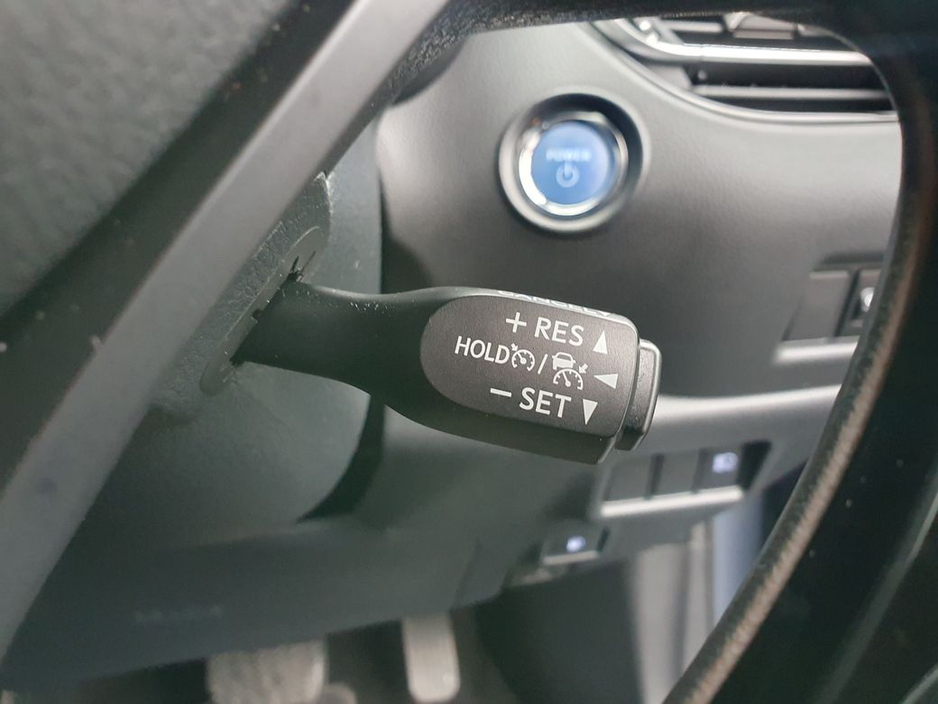 POWER
+ RES
HOLD /
− SET